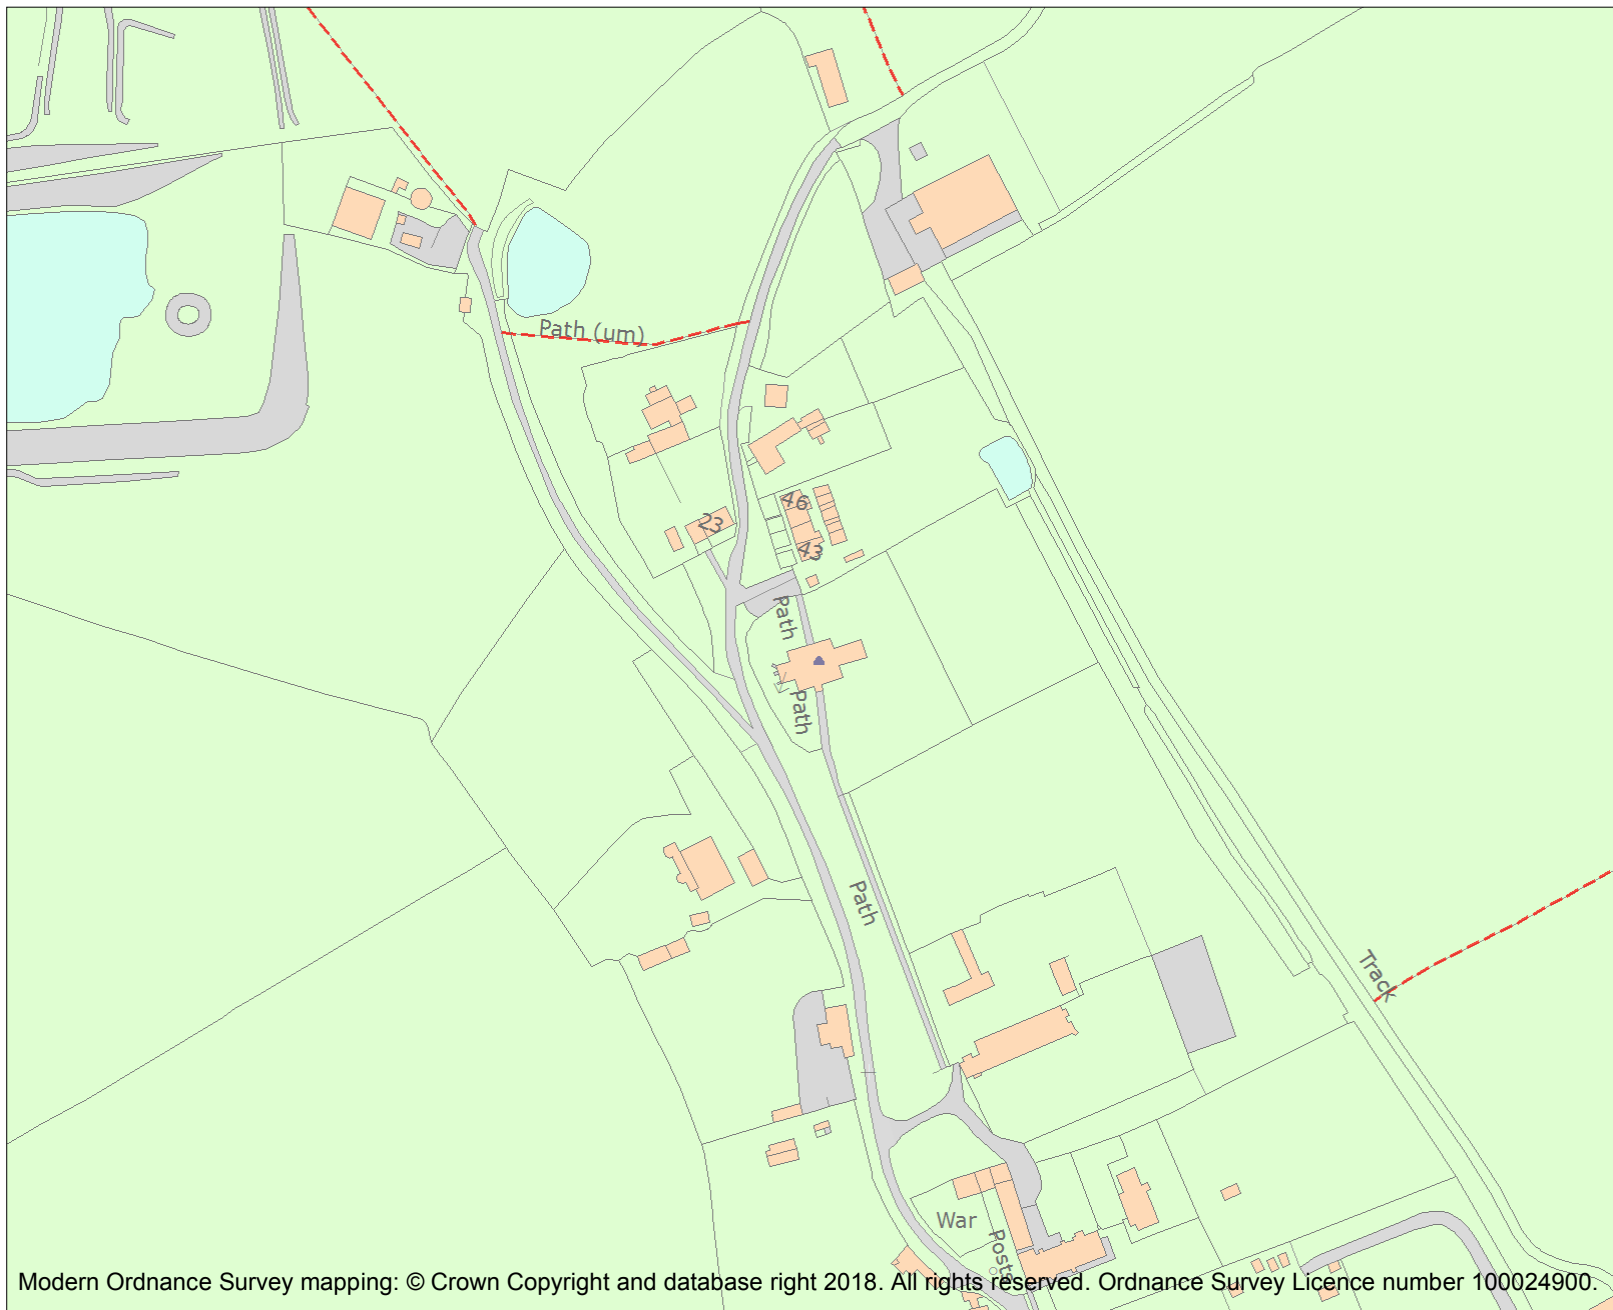 Path (um)
46
23
43
Path
Path
Path
Track
War
Posts
Modern Ordnance Survey mapping: © Crown Copyright and database right 2018. All rights reserved. Ordnance Survey Licence number 100024900.